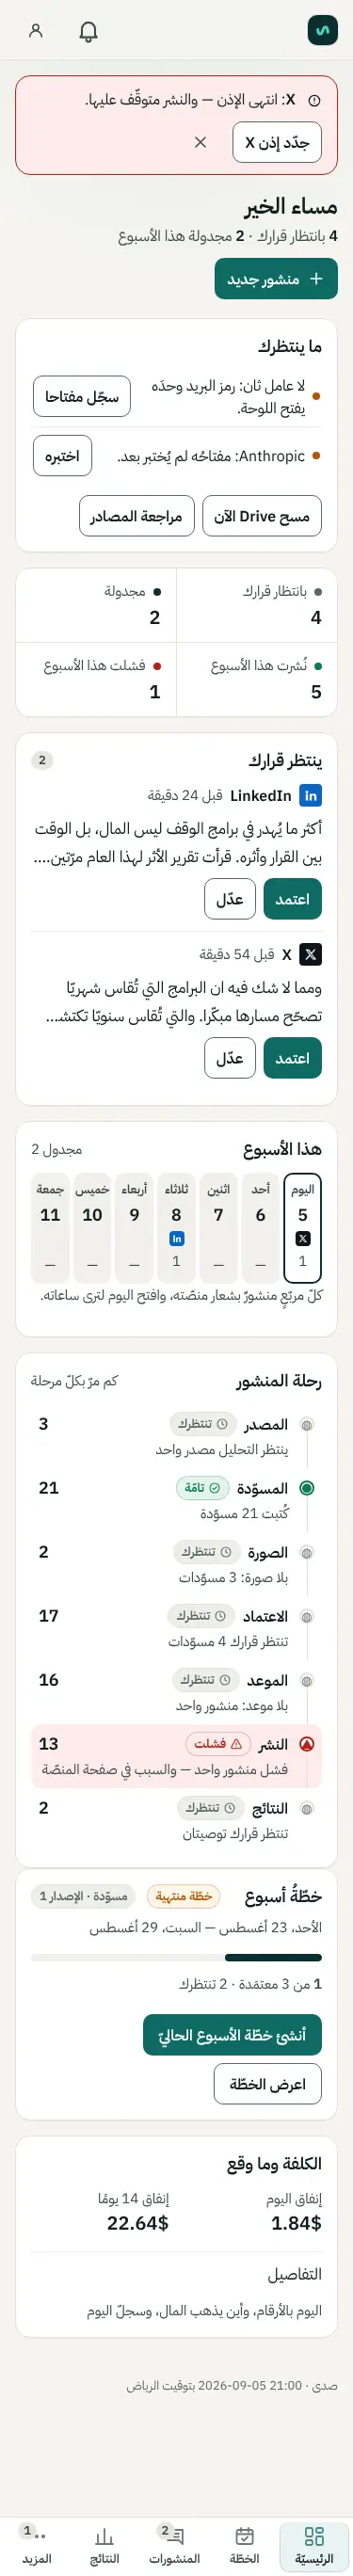 X: انتهى الإذن — والنشر متوقّف عليها.
جدّد إذن X
مساء الخير
4 بانتظار قرارك · 2 مجدولة هذا الأسبوع
منشور جديد
ما ينتظرك
لا عامل ثان: رمز البريد وحدَه
يفتح اللوحة.
سجّل مفتاحا
Anthropic: مفتاحُه لم يُختبر بعد.
اختبره
مسح Drive الآن
مراجعة المصادر
بانتظار قرارك
4
مجدولة
2
نُشرت هذا الأسبوع
5
فشلت هذا الأسبوع
1
ينتظر قرارك
2
LinkedIn قبل 24 دقيقة
أكثر ما يُهدر في برامج الوقف ليس المال، بل الوقت
بين القرار وأثره. قرأت تقرير الأثر لهذا العام مرّتين....
اعتمد
عدّل
X قبل 54 دقيقة
ومما لا شك فيه ان البرامج التي تُقاس شهريّا
تصحّح مسارها مبكّرا. والتي تُقاس سنويّا تكتشـ...
اعتمد
عدّل
هذا الأسبوع
مجدول 2
اليوم 5 1
أحد 6 —
اثنين 7 —
ثلاثاء 8 1
أربعاء 9 —
خميس 10 —
جمعة 11 —
كلّ مربّعٍ منشورٌ بشعار منصّته، وافتح اليوم لترى ساعاته.
رحلة المنشور
كم مرّ بكلّ مرحلة
المصدر تنتظرك 3
ينتظر التحليل مصدر واحد
المسوّدة تامّة 21
كُتبت 21 مسوّدة
الصورة تنتظرك 2
بلا صورة: 3 مسوّدات
الاعتماد تنتظرك 17
تنتظر قرارك 4 مسوّدات
الموعد تنتظرك 16
بلا موعد: منشور واحد
النشر فشلت 13
فشل منشور واحد — والسبب في صفحة المنصّة
النتائج تنتظرك 2
تنتظر قرارك توصيتان
خطّةُ أسبوع
خطّة منتهية
مسوّدة · الإصدار 1
الأحد، 23 أغسطس — السبت، 29 أغسطس
1 من 3 معتمَدة · 2 تنتظرك
أنشئ خطّة الأسبوع الحاليّ
اعرض الخطّة
الكلفة وما وقع
إنفاق اليوم
1.84$
إنفاق 14 يومًا
22.64$
التفاصيل
اليوم بالأرقام، وأين يذهب المال، وسجلّ اليوم
صدى · 21:00 2026-09-05 بتوقيت الرياض
الرئيسيّة
الخطّة
المنشورات 2
النتائج
المزيد 1